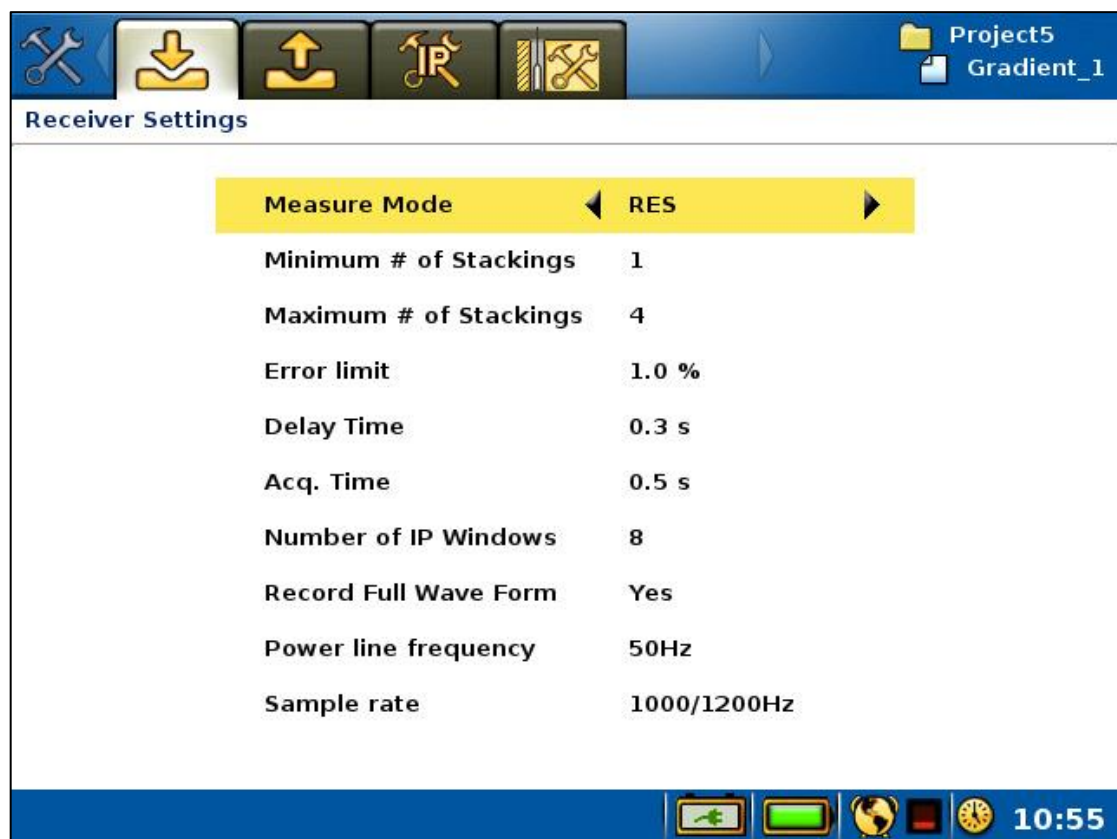 IR
Project5
Gradient_1
Receiver Settings
Measure Mode RES
Minimum # of Stackings 1
Maximum # of Stackings 4
Error limit 1.0 %
Delay Time 0.3 s
Acq. Time 0.5 s
Number of IP Windows 8
Record Full Wave Form Yes
Power line frequency 50Hz
Sample rate 1000/1200Hz
10:55